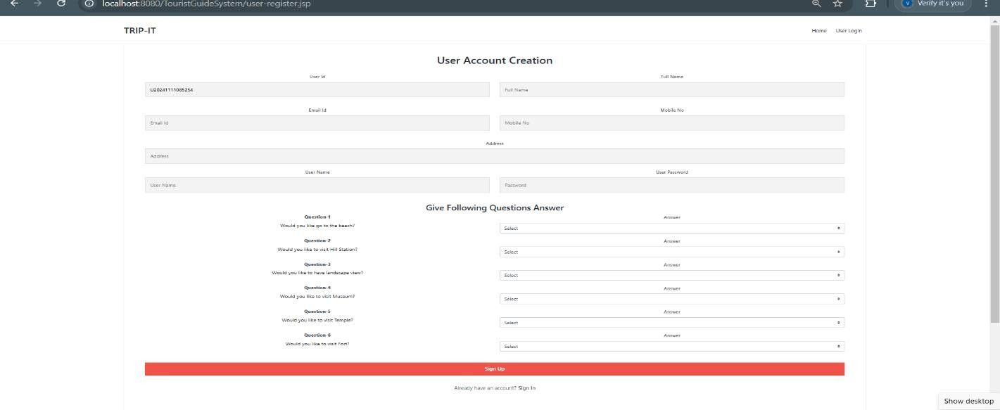 localhost:8080/TouristGuideSystem/user-register.jsp
V Verify it's you
TRIP-IT
Home User Login
User Account Creation
User Id Full Name
U20241111085254 Full Name
Email Id Mobile No
Email Id Mobile No
Address
Address
User Name User Password
User Name Password
Give Following Questions Answer
Question-1 Answer
Would you like go to the beach? Select
Question-2 Answer
Would you like to visit Hill Station? Select
Question-3 Answer
Would you like to have landscape view? Select
Question-4 Answer
Would you like to visit Museum? Select
Question-5 Answer
Would you like to visit Temple? Select
Question-6 Answer
Would you like to visit Fort? Select
Sign Up
Already have an account? Sign In
Show desktop